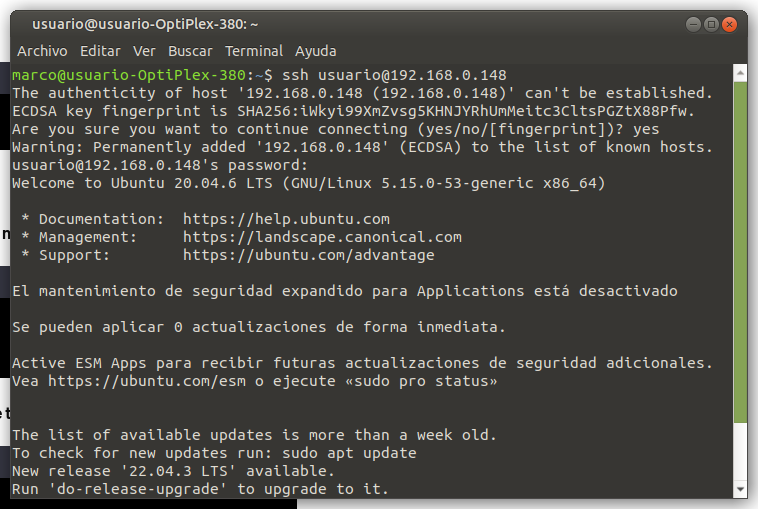 usuario@usuario-OptiPlex-380: ~
Archivo Editar Ver Buscar Terminal Ayuda
marco@usuario-OptiPlex-380:~$ ssh usuario@192.168.0.148
The authenticity of host '192.168.0.148 (192.168.0.148)' can't be established.
ECDSA key fingerprint is SHA256:iWkyi99XmZvsg5KHNJYRhUmMeitc3CltsPGZtX88Pfw.
Are you sure you want to continue connecting (yes/no/[fingerprint])? yes
Warning: Permanently added '192.168.0.148' (ECDSA) to the list of known hosts.
usuario@192.168.0.148's password:
Welcome to Ubuntu 20.04.6 LTS (GNU/Linux 5.15.0-53-generic x86_64)
* Documentation: https://help.ubuntu.com
* Management: https://landscape.canonical.com
* Support: https://ubuntu.com/advantage
El mantenimiento de seguridad expandido para Applications está desactivado
Se pueden aplicar 0 actualizaciones de forma inmediata.
Active ESM Apps para recibir futuras actualizaciones de seguridad adicionales.
Vea https://ubuntu.com/esm o ejecute «sudo pro status»
The list of available updates is more than a week old.
To check for new updates run: sudo apt update
New release '22.04.3 LTS' available.
Run 'do-release-upgrade' to upgrade to it.